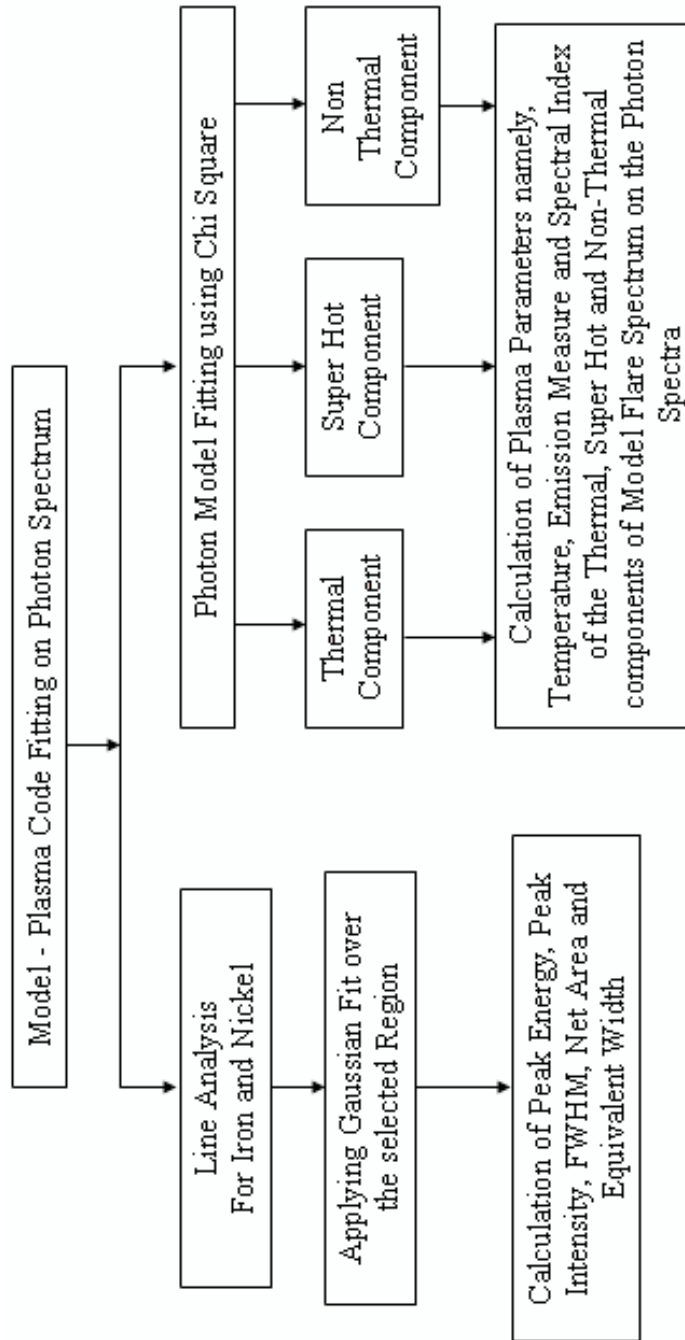 Model - Plasma Code Fitting on Photon Spectrum
Line Analysis
For Iron and Nickel
Applying Gaussian Fit over
the selected Region
Calculation of Peak Energy, Peak
Intensity, FWHM, Net Area and
Equivalent Width
Photon Model Fitting using Chi Square
Thermal
Component
Super Hot
Component
Non
Thermal
Component
Calculation of Plasma Parameters namely,
Temperature, Emission Measure and Spectral Index
of the Thermal, Super Hot and Non-Thermal
components of Model Flare Spectrum on the Photon
Spectra